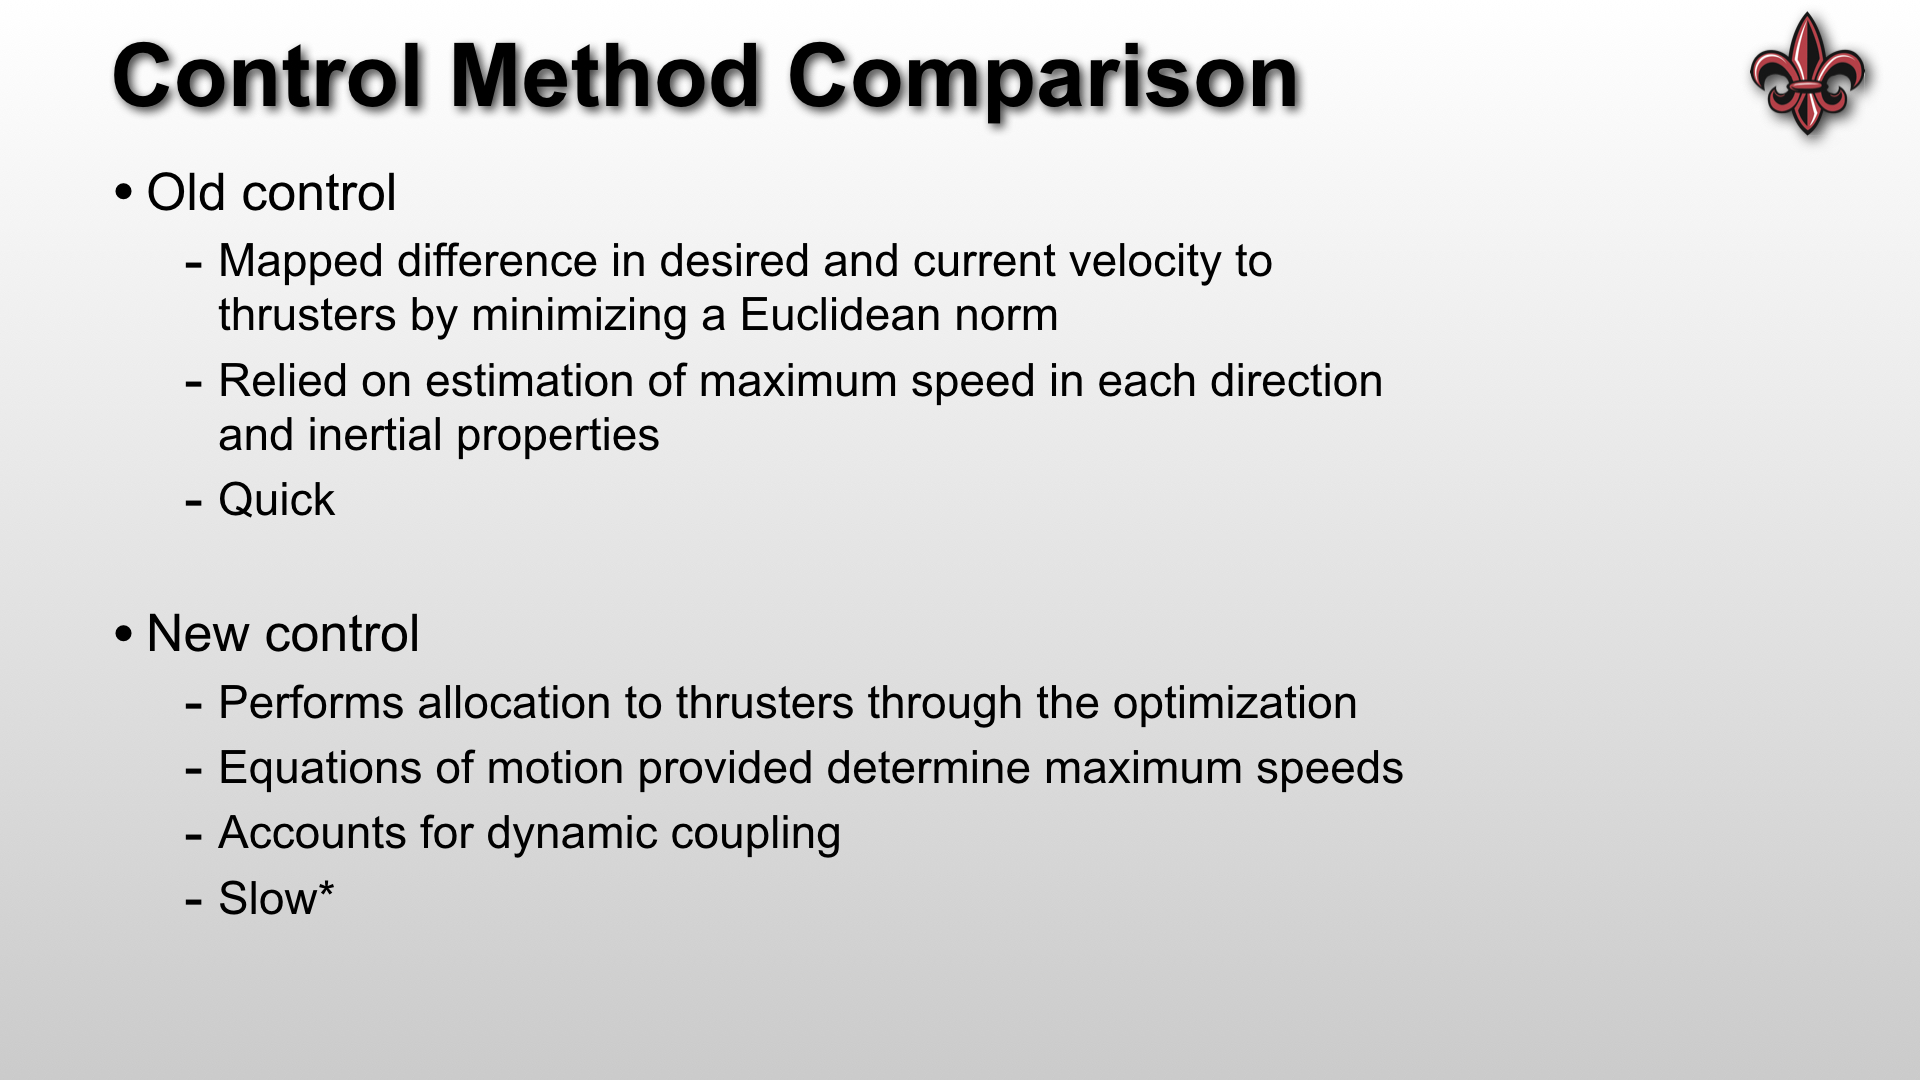 Control Method Comparison
• Old control
- Mapped difference in desired and current velocity to
thrusters by minimizing a Euclidean norm
- Relied on estimation of maximum speed in each direction
and inertial properties
- Quick
• New control
- Performs allocation to thrusters through the optimization
- Equations of motion provided determine maximum speeds
- Accounts for dynamic coupling
- Slow*